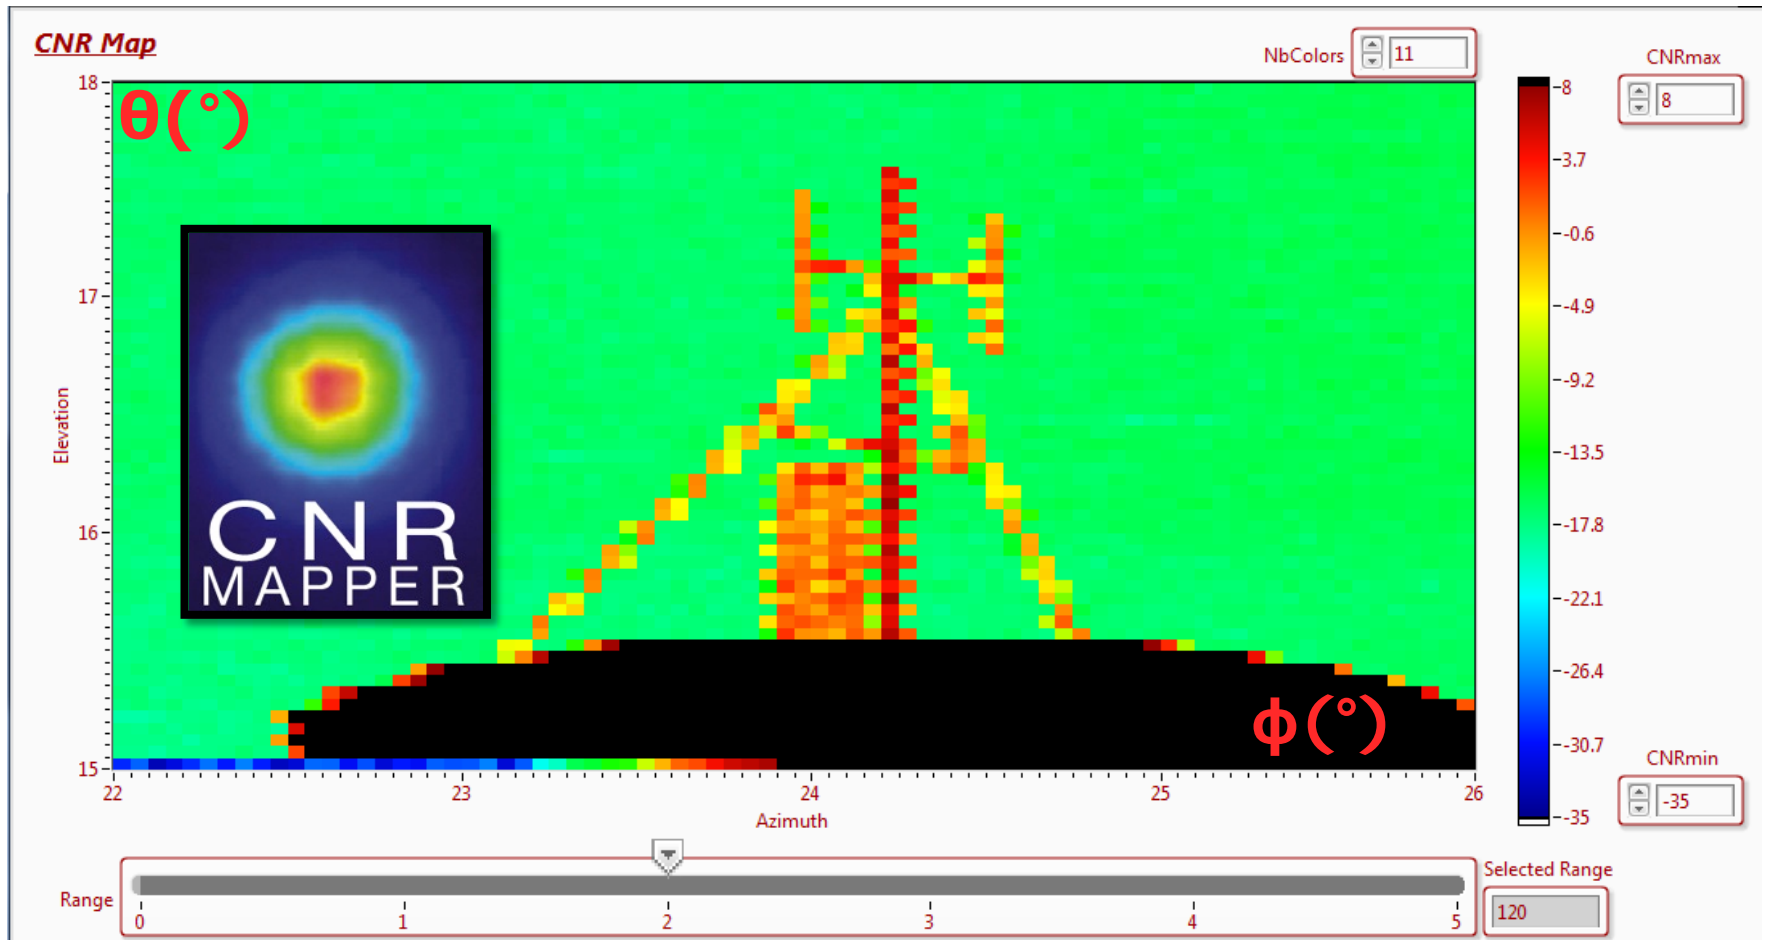 CNR Map
NbColors
11
CNRmax
8
18
θ(°)
17
16
15
Elevation
CNR
MAPPER
ϕ(°)
22
23
24
25
26
Azimuth
8
3.7
-0.6
-4.9
-9.2
-13.5
-17.8
-22.1
-26.4
-30.7
-35
CNRmin
-35
Range
0
1
2
3
4
5
Selected Range
120